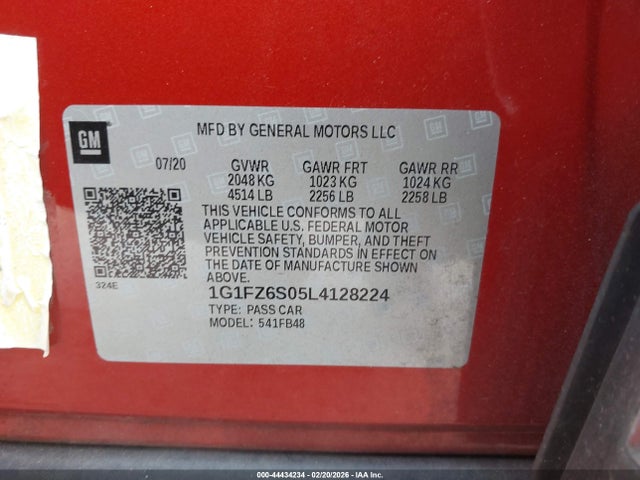 GM
MFD BY GENERAL MOTORS LLC
07/20 GVWR GAWR FRT GAWR RR
2048 KG 1023 KG 1024 KG
4514 LB 2256 LB 2258 LB
THIS VEHICLE CONFORMS TO ALL
APPLICABLE U.S. FEDERAL MOTOR
VEHICLE SAFETY, BUMPER, AND THEFT
PREVENTION STANDARDS IN EFFECT ON
THE DATE OF MANUFACTURE SHOWN
ABOVE.
324E
1G1FZ6S05L4128224
TYPE: PASS CAR
MODEL: 541FB48
000-44434234 - 02/20/2026 - IAA Inc.